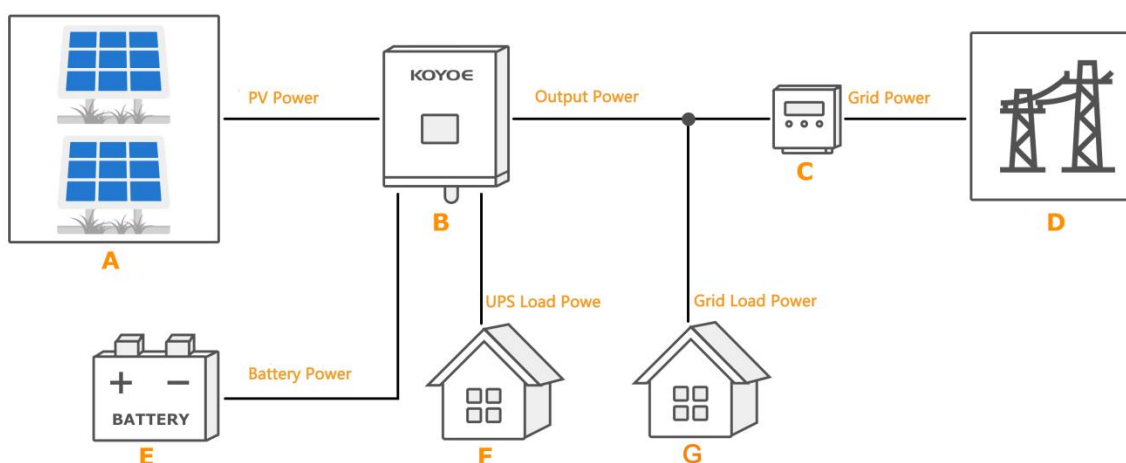 KOYOE
PV Power
Output Power
Grid Power
A
B
C
D
UPS Load Powe
Grid Load Power
Battery Power
+ −
BATTERY
E
F
G